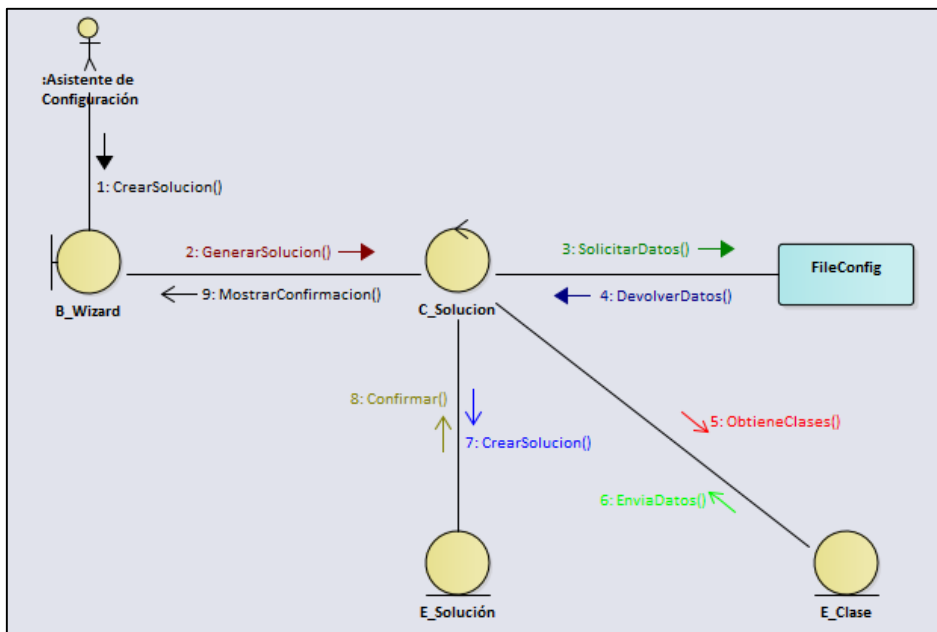 :Asistente de
Configuración
1: CrearSolucion()
2: GenerarSolucion()
3: SolicitarDatos()
FileConfig
9: MostrarConfirmacion()
4: DevolverDatos()
B_Wizard
C_Solucion
8: Confirmar()
5: ObtieneClases()
7: CrearSolucion()
6: EnviaDatos()
E_Solución
E_Clase